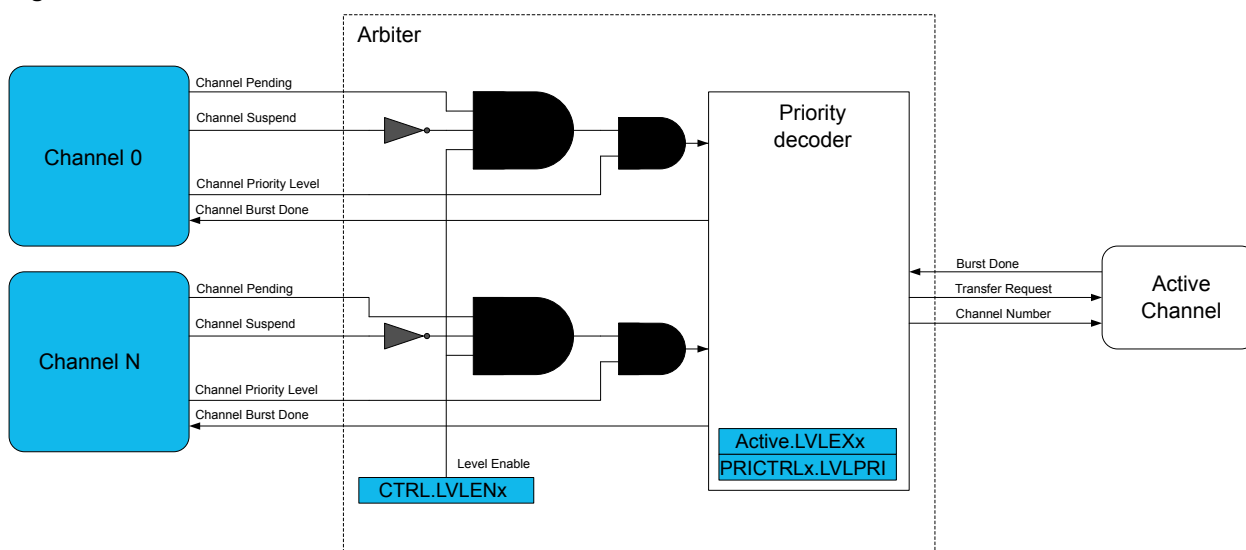 Arbiter
Channel 0
Channel Pending
Channel Suspend
Channel Priority Level
Channel Burst Done
Priority
decoder
Burst Done
Transfer Request
Channel Number
Active
Channel
Channel N
Channel Pending
Channel Suspend
Channel Priority Level
Channel Burst Done
Level Enable
CTRL.LVLENx
Active.LVLEXx
PRICTRLx.LVLPRI